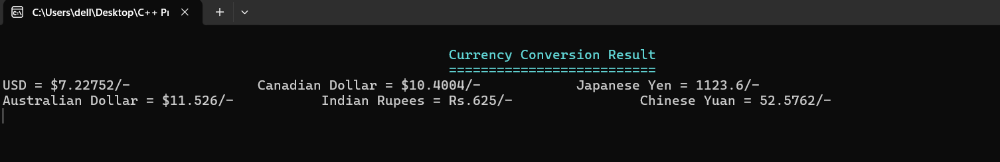 C:\Users\dell\Desktop\C++ Pr
Currency Conversion Result
==========================
USD = $7.22752/- Canadian Dollar = $10.4004/- Japanese Yen = 1123.6/-
Australian Dollar = $11.526/- Indian Rupees = Rs.625/- Chinese Yuan = 52.5762/-